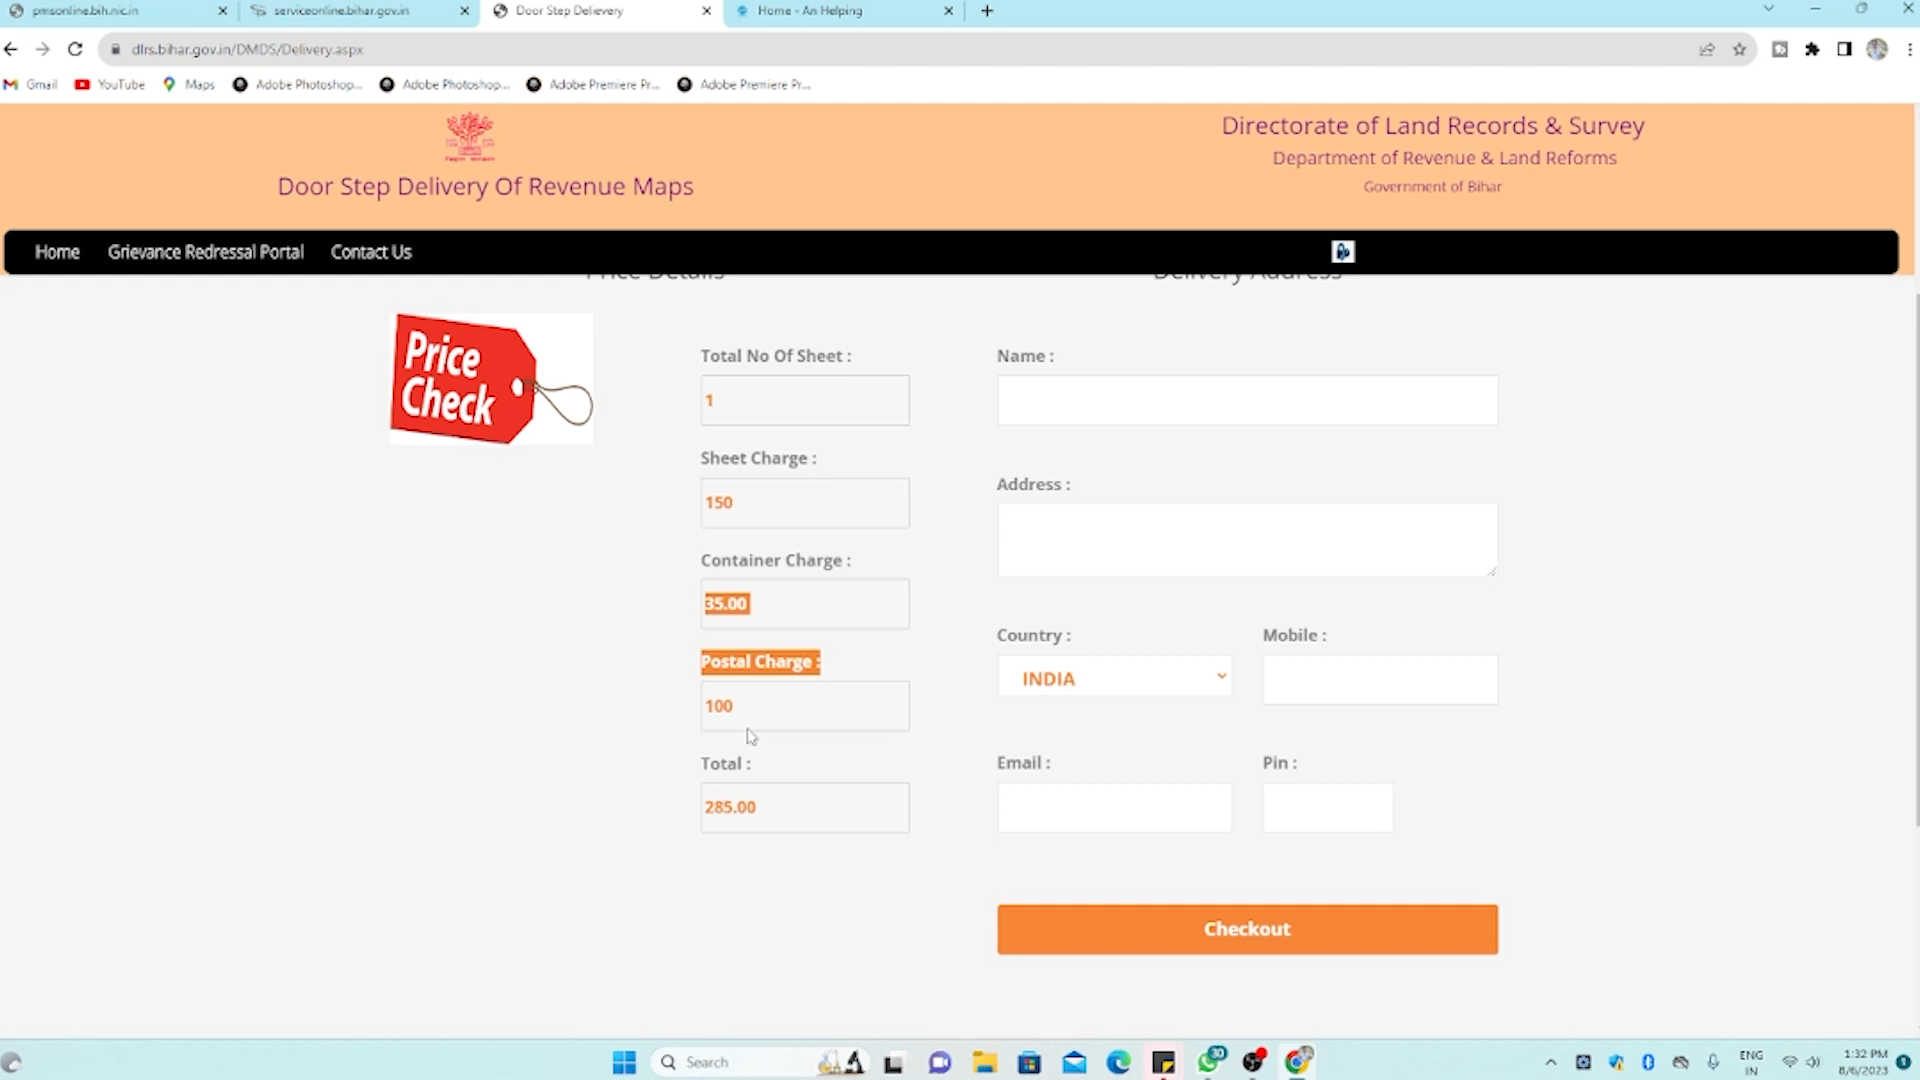 pmsonline.bih.nic.in
serviceonline.bihar.gov.in
Door Step Delievery
Home - An Helping
dlrs.bihar.gov.in/DMDS/Delivery.aspx
Gmail
YouTube
Maps
Adobe Photoshop...
Adobe Photoshop...
Adobe Premiere Pr...
Adobe Premiere Pr...
Door Step Delivery Of Revenue Maps
Directorate of Land Records & Survey
Department of Revenue & Land Reforms
Government of Bihar
Home
Grievance Redressal Portal
Contact Us
Price Details
Delivery Address
Price
Check
Total No Of Sheet :
1
Sheet Charge :
150
Container Charge :
35.00
Postal Charge :
100
Total :
285.00
Name :
Address :
Country :
INDIA
Mobile :
Email :
Pin :
Checkout
Search
30
ENG
IN
1:32 PM
8/6/2023